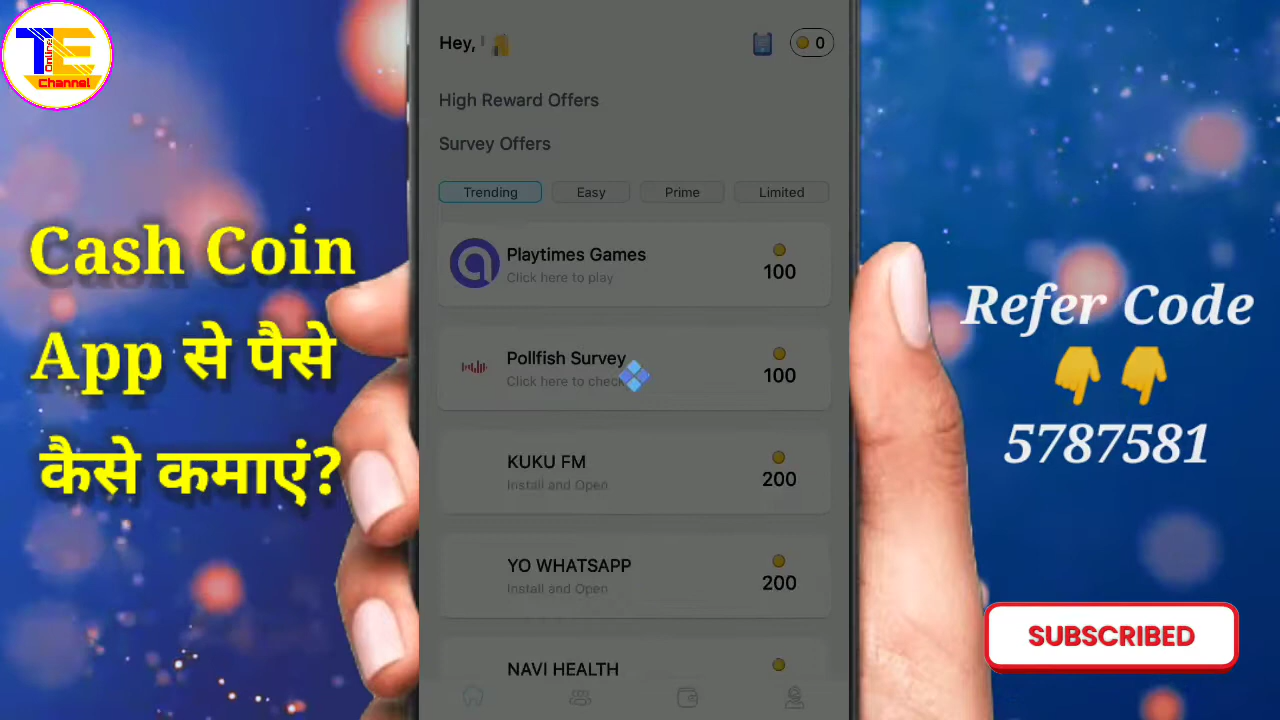 TE
Online
Channel
Cash Coin
App से पैसे
कैसे कमाएं?
Hey,
0
High Reward Offers
Survey Offers
Trending
Easy
Prime
Limited
Playtimes Games
Click here to play
100
Pollfish Survey
Click here to check
100
KUKU FM
Install and Open
200
YO WHATSAPP
Install and Open
200
NAVI HEALTH
Refer Code
5787581
SUBSCRIBED